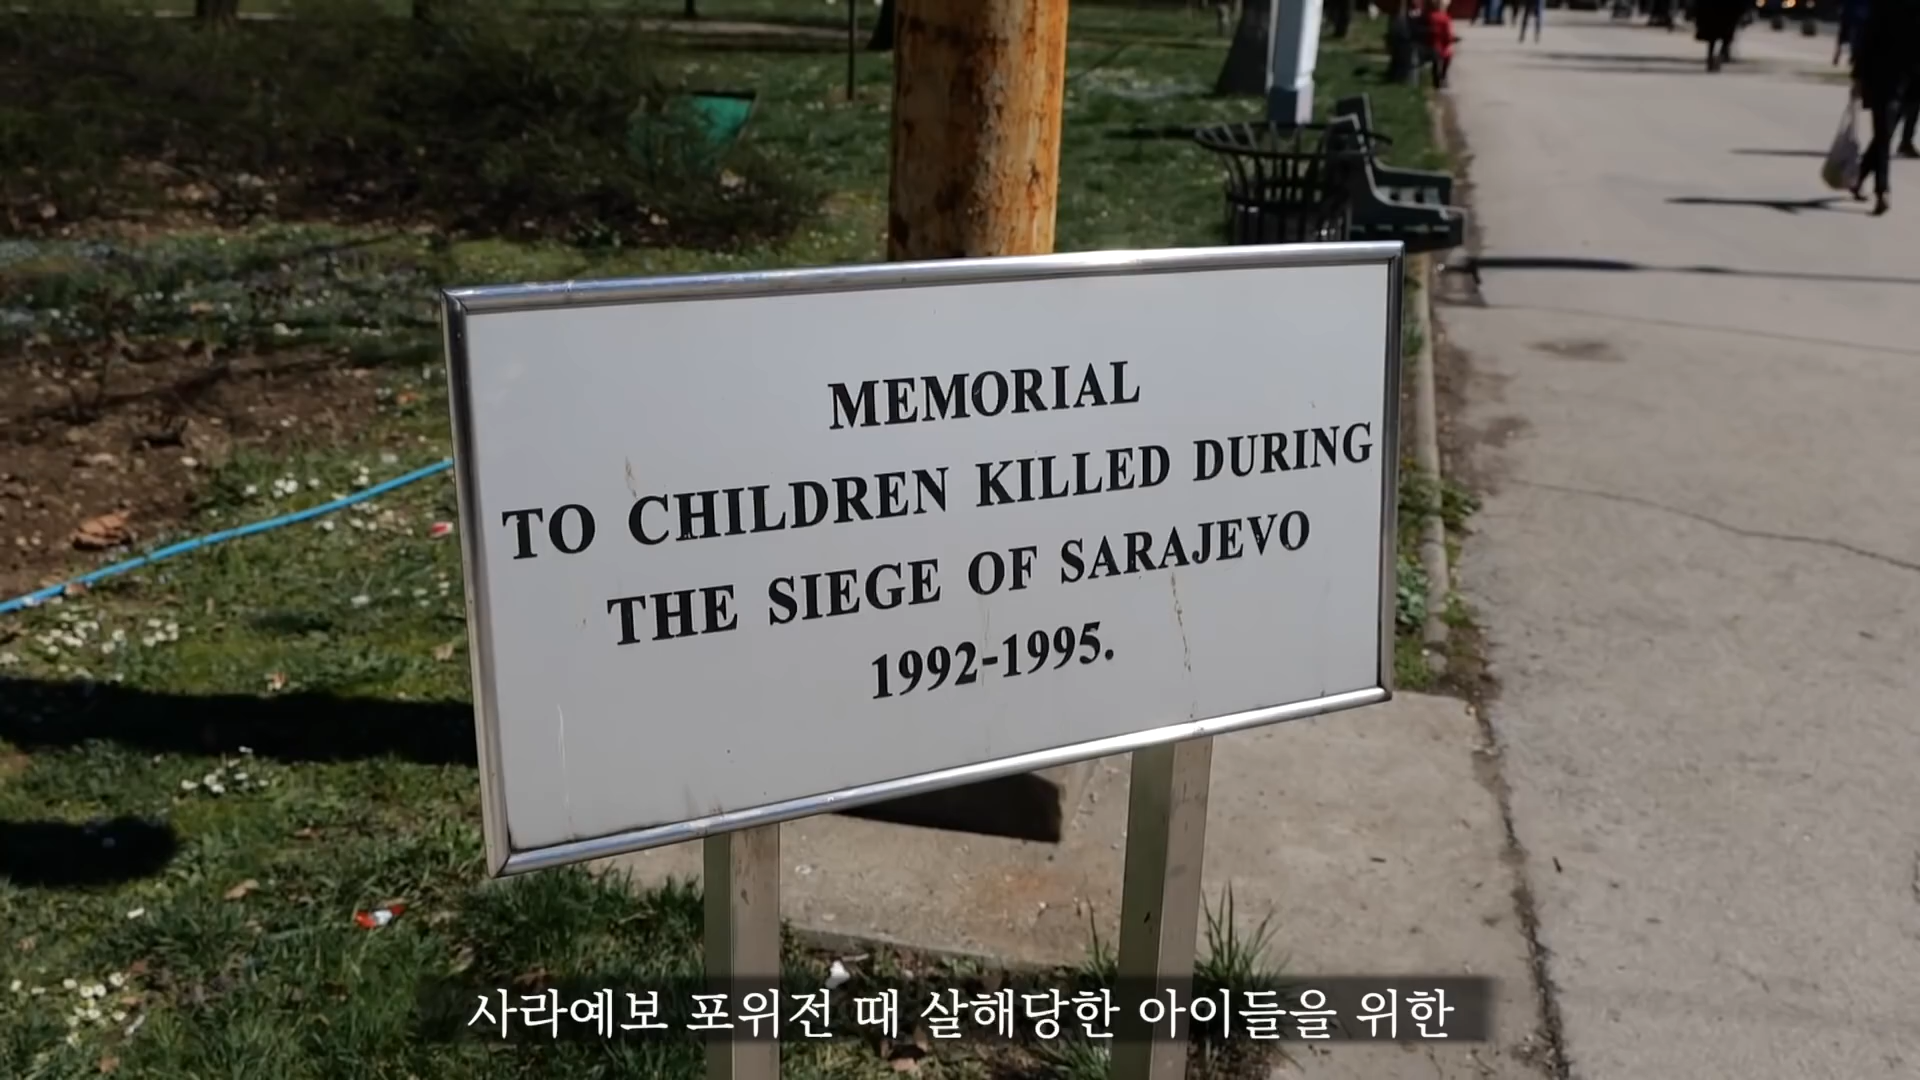 MEMORIAL
TO CHILDREN KILLED DURING
THE SIEGE OF SARAJEVO
1992-1995.
사라예보 포위전 때 살해당한 아이들을 위한